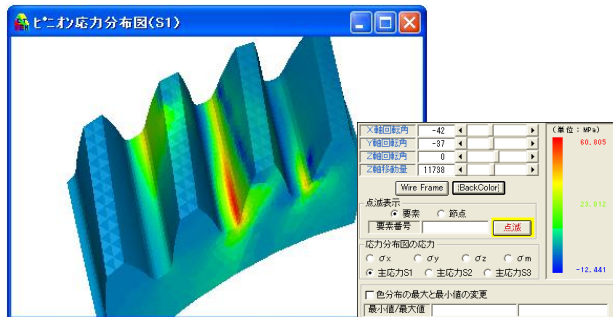 ピニオン応力分布図(S1)
X軸回転角 -42
Y軸回転角 -37
Z軸回転角 0
Z軸移動量 11738
Wire Frame BackColor
点滅表示
要素 節点
要素番号 点滅
応力分布図の応力
σx σy σz σm
主応力S1 主応力S2 主応力S3
色分布の最大と最小値の変更
最小値/最大値
(単位: MPa)
60.005
-12.441